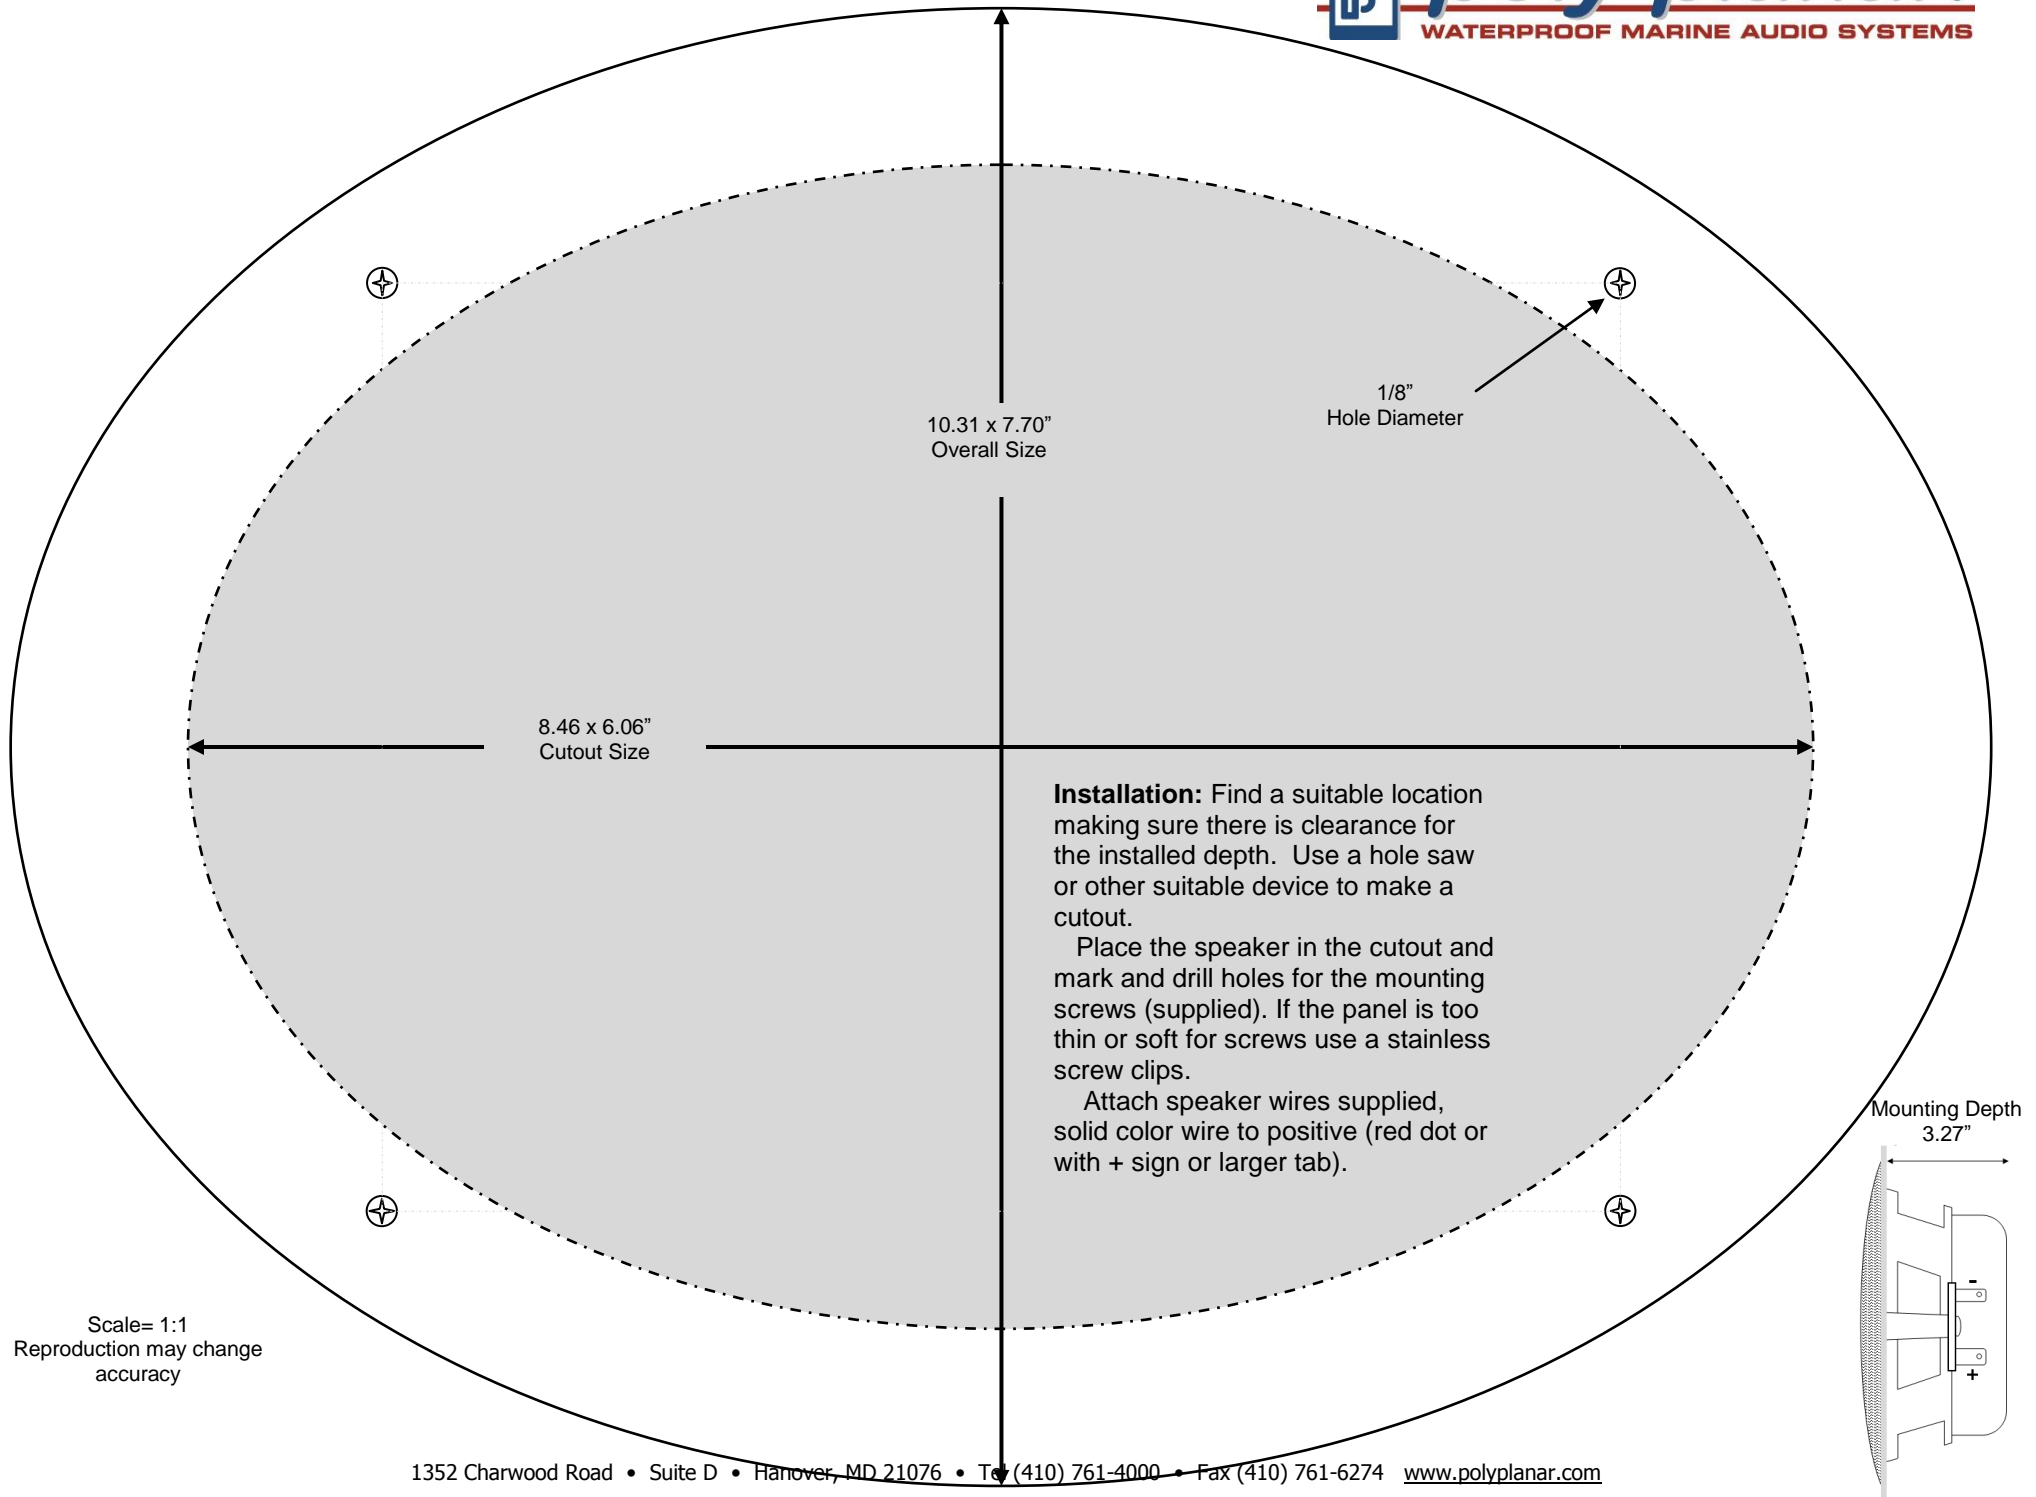 WATERPROOF MARINE AUDIO SYSTEMS
1/8”
Hole Diameter
10.31 x 7.70”
Overall Size
8.46 x 6.06”
Cutout Size
Installation: Find a suitable location
making sure there is clearance for
the installed depth.  Use a hole saw
or other suitable device to make a
cutout.
Place the speaker in the cutout and
mark and drill holes for the mounting
screws (supplied). If the panel is too
thin or soft for screws use a stainless
screw clips.
Attach speaker wires supplied,
solid color wire to positive (red dot or
with + sign or larger tab).
Mounting Depth
3.27”
-
+
Scale= 1:1
Reproduction may change
accuracy
1352 Charwood Road • Suite D • Hanover, MD 21076 • Tel (410) 761-4000 • Fax (410) 761-6274 www.polyplanar.com